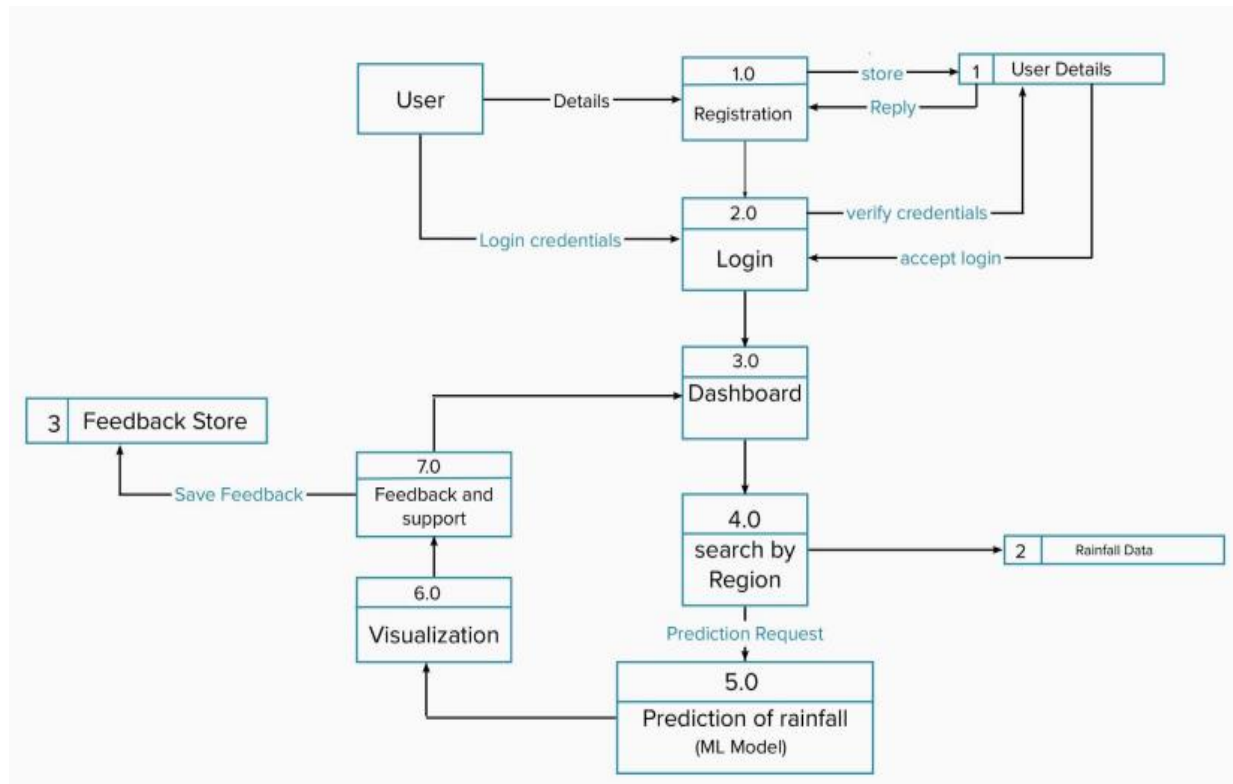 User
Details
1.0
Registration
store
Reply
1
User Details
Login credentials
2.0
Login
verify credentials
accept login
3.0
Dashboard
3
Feedback Store
Save Feedback
7.0
Feedback and
support
4.0
search by
Region
2
Rainfall Data
6.0
Visualization
Prediction Request
5.0
Prediction of rainfall
(ML Model)